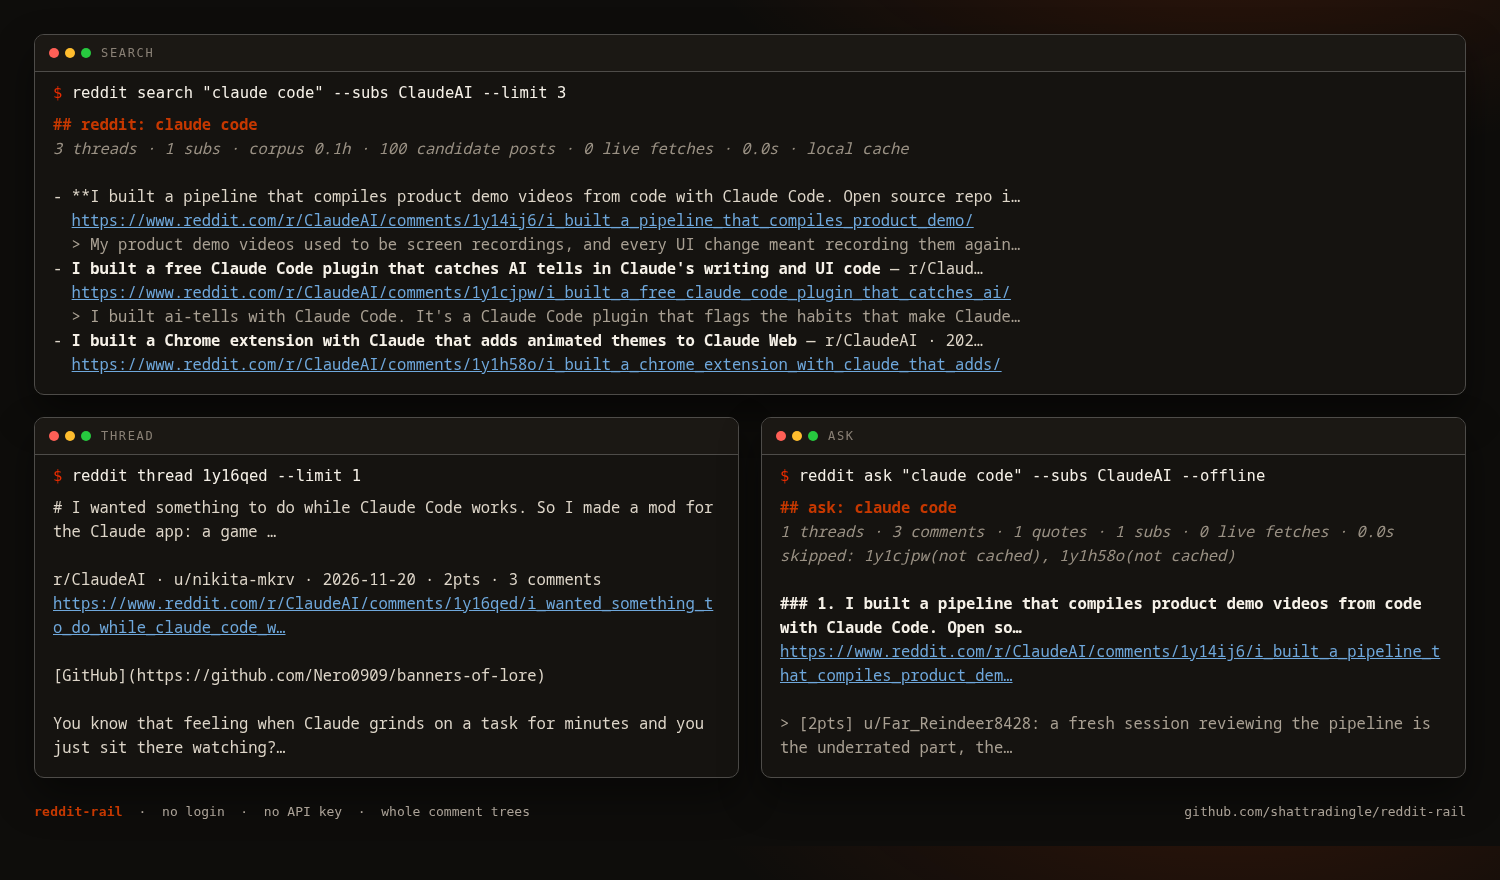 SEARCH
$ reddit search "claude code" --subs ClaudeAI --limit 3
## reddit: claude code
3 threads · 1 subs · corpus 0.1h · 100 candidate posts · 0 live fetches · 0.0s · local cache
- **I built a pipeline that compiles product demo videos from code with Claude Code. Open source repo i…
https://www.reddit.com/r/ClaudeAI/comments/1y14ij6/i_built_a_pipeline_that_compiles_product_demo/
> My product demo videos used to be screen recordings, and every UI change meant recording them again…
- I built a free Claude Code plugin that catches AI tells in Claude's writing and UI code — r/Claud…
https://www.reddit.com/r/ClaudeAI/comments/1y1cjpw/i_built_a_free_claude_code_plugin_that_catches_ai/
> I built ai-tells with Claude Code. It's a Claude Code plugin that flags the habits that make Claude…
- I built a Chrome extension with Claude that adds animated themes to Claude Web — r/ClaudeAI · 202…
https://www.reddit.com/r/ClaudeAI/comments/1y1h58o/i_built_a_chrome_extension_with_claude_that_adds/
THREAD
$ reddit thread 1y16qed --limit 1
# I wanted something to do while Claude Code works. So I made a mod for
the Claude app: a game …
r/ClaudeAI · u/nikita-mkrv · 2026-11-20 · 2pts · 3 comments
https://www.reddit.com/r/ClaudeAI/comments/1y16qed/i_wanted_something_t
o_do_while_claude_code_w…
[GitHub](https://github.com/Nero0909/banners-of-lore)
You know that feeling when Claude grinds on a task for minutes and you
just sit there watching?…
ASK
$ reddit ask "claude code" --subs ClaudeAI --offline
## ask: claude code
1 threads · 3 comments · 1 quotes · 1 subs · 0 live fetches · 0.0s
skipped: 1y1cjpw(not cached), 1y1h58o(not cached)
### 1. I built a pipeline that compiles product demo videos from code
with Claude Code. Open so…
https://www.reddit.com/r/ClaudeAI/comments/1y14ij6/i_built_a_pipeline_t
hat_compiles_product_dem…
> [2pts] u/Far_Reindeer8428: a fresh session reviewing the pipeline is
the underrated part, the…
reddit-rail · no login · no API key · whole comment trees
github.com/shattradingle/reddit-rail